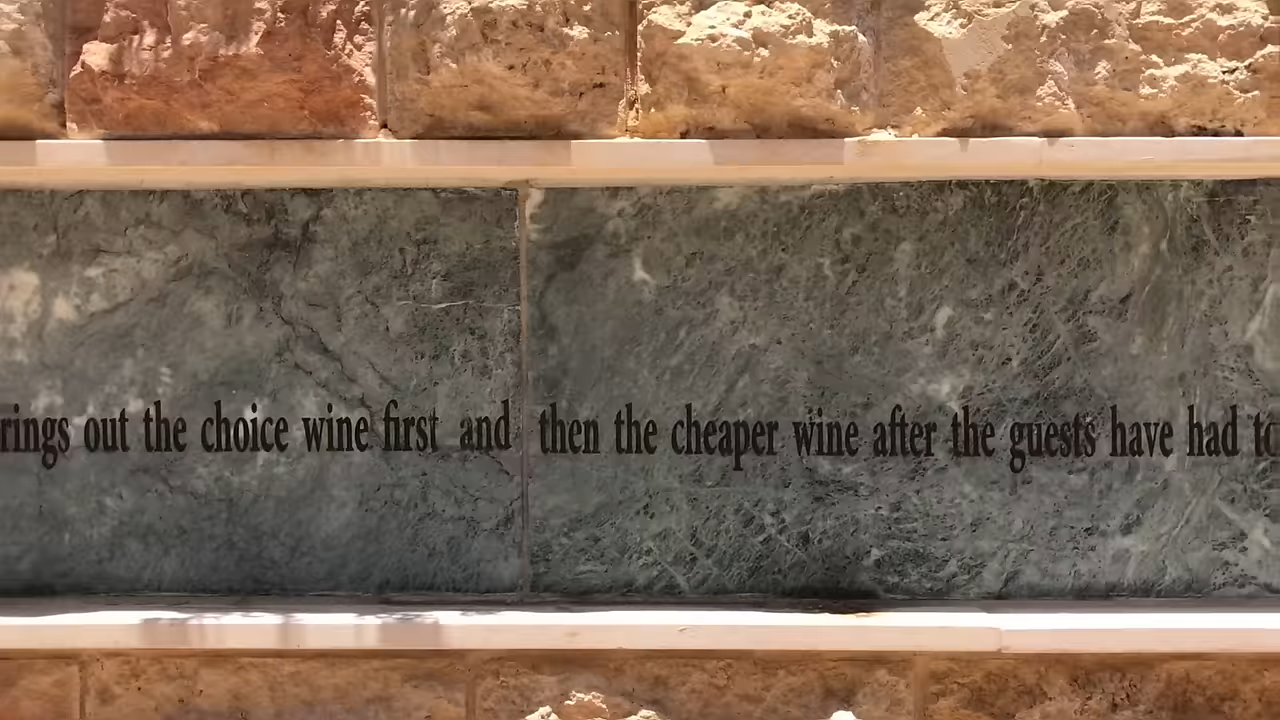 rings out the choice wine first and then the cheaper wine after the guests have had to